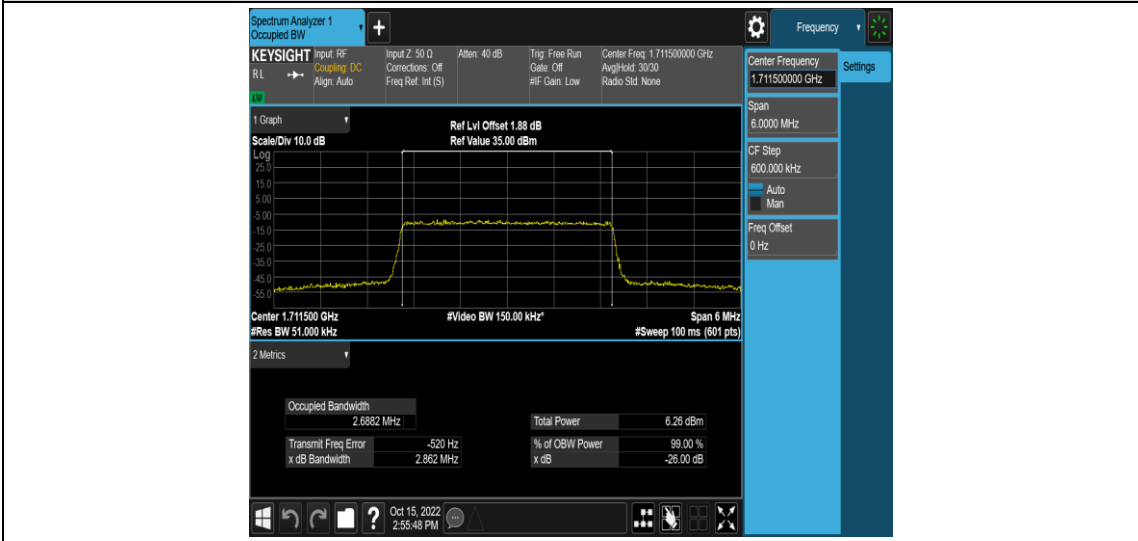 Spectrum Analyzer 1
Occupied BW
+
Frequency
KEYSIGHT
RL
LXI
Input: RF
Coupling: DC
Align: Auto
Input Z: 50 Ω
Corrections: Off
Freq Ref: Int (S)
Atten: 40 dB
Trig: Free Run
Gate: Off
#IF Gain: Low
Center Freq: 1.711500000 GHz
Avg|Hold: 30/30
Radio Std: None
Center Frequency
1.711500000 GHz
Settings
Span
6.0000 MHz
CF Step
600.000 kHz
Auto
Man
Freq Offset
0 Hz
1 Graph
Scale/Div 10.0 dB
Ref Lvl Offset 1.88 dB
Ref Value 35.00 dBm
Log
25.0
15.0
5.00
-5.00
-15.0
-25.0
-35.0
-45.0
-55.0
Center 1.711500 GHz
#Video BW 150.00 kHz*
Span 6 MHz
#Res BW 51.000 kHz
#Sweep 100 ms (601 pts)
2 Metrics
Occupied Bandwidth
2.6882 MHz
Total Power 6.26 dBm
Transmit Freq Error -520 Hz
% of OBW Power 99.00 %
x dB Bandwidth 2.862 MHz
x dB -26.00 dB
?
Oct 15, 2022
2:55:48 PM